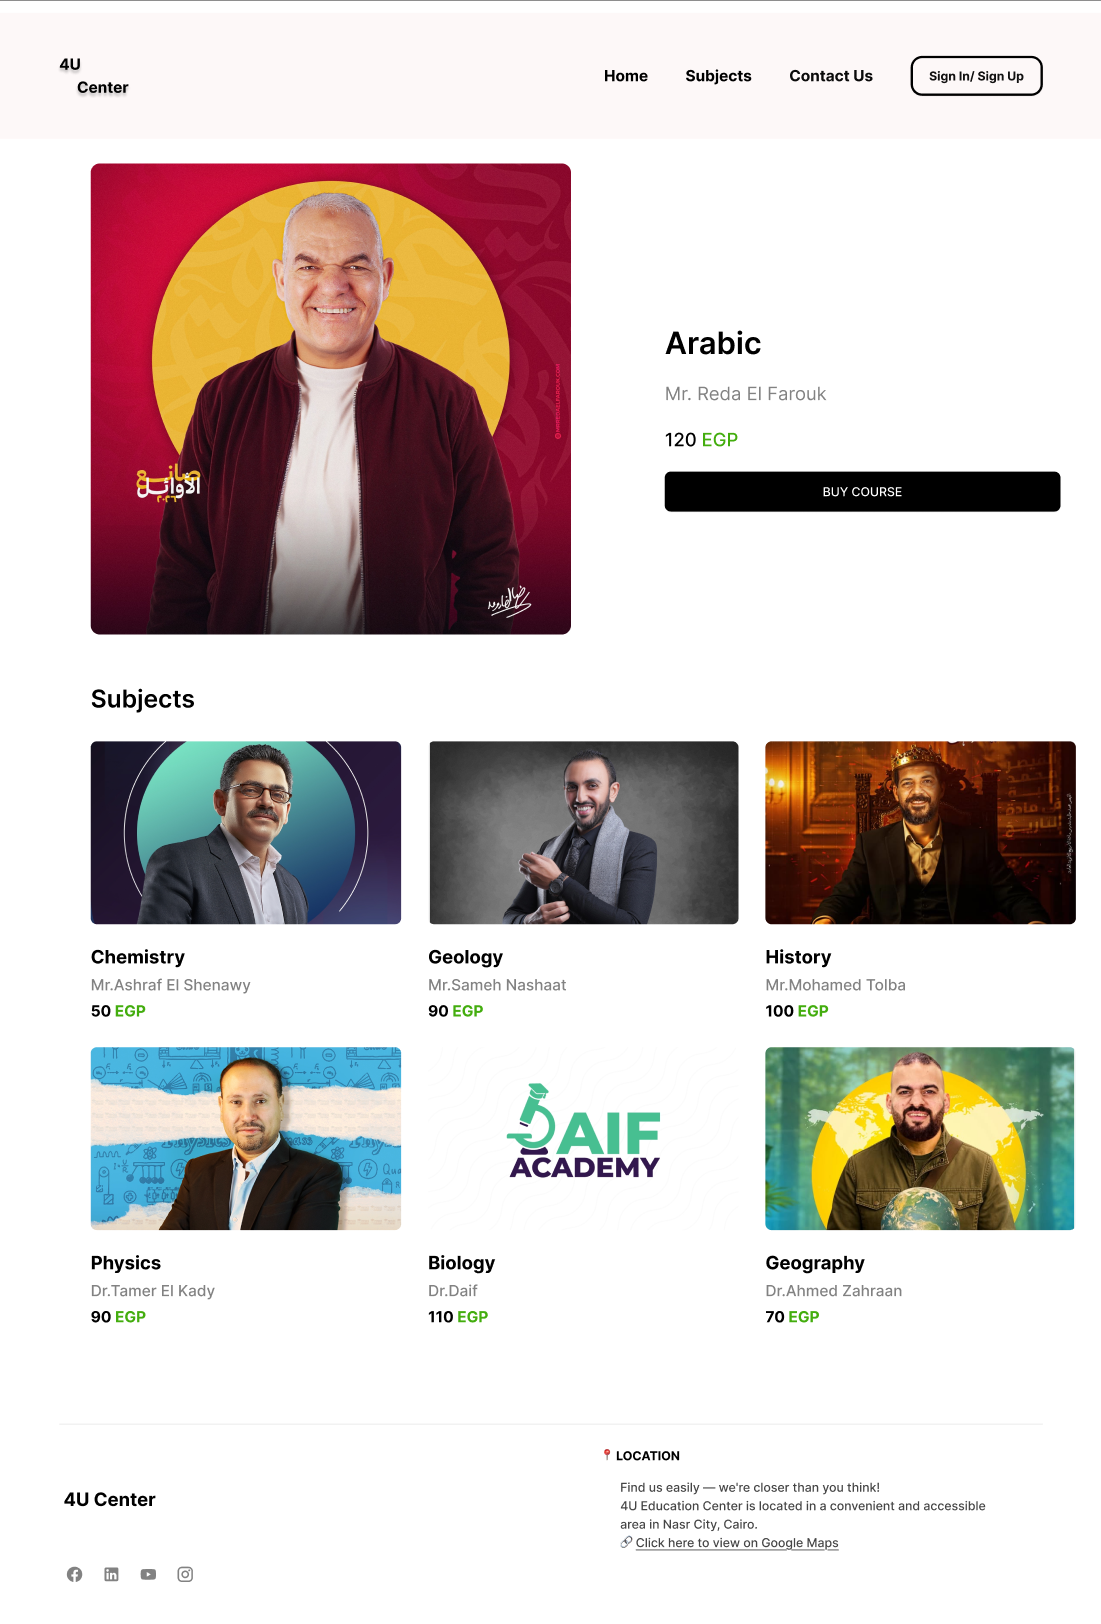 4U
Center
Home
Subjects
Contact Us
Sign In/ Sign Up
صانع
الأوائل
٢٠٢٦
Arabic
Mr. Reda El Farouk
120 EGP
BUY COURSE
Subjects
Chemistry
Mr.Ashraf El Shenawy
50 EGP
Geology
Mr.Sameh Nashaat
90 EGP
History
Mr.Mohamed Tolba
100 EGP
DAIF
ACADEMY
Physics
Dr.Tamer El Kady
90 EGP
Biology
Dr.Daif
110 EGP
Geography
Dr.Ahmed Zahraan
70 EGP
4U Center
📍 LOCATION
Find us easily — we're closer than you think!
4U Education Center is located in a convenient and accessible
area in Nasr City, Cairo.
🔗 Click here to view on Google Maps